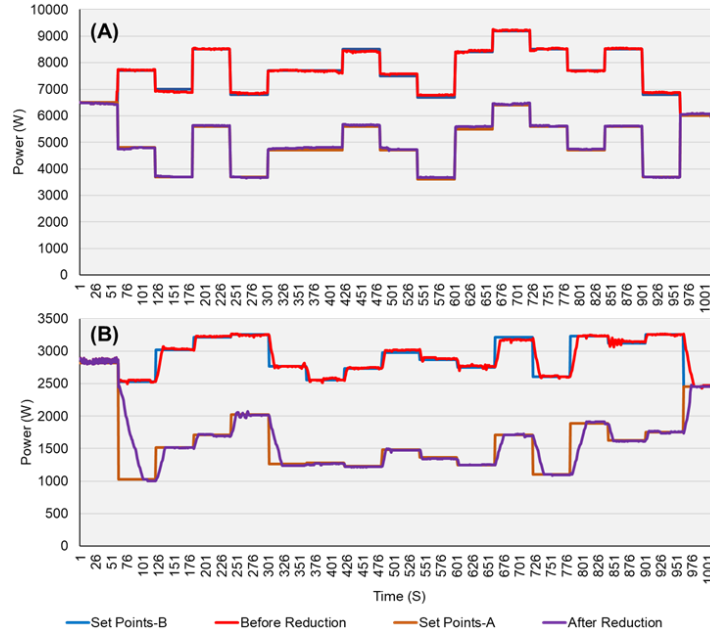 10000
(A)
9000
8000
7000
6000
5000
4000
3000
2000
1000
0
Power (W)
1 26 51 76 101 126 151 176 201 226 251 276 301 326 351 376 401 426 451 476 501 526 551 576 601 626 651 676 701 726 751 776 801 826 851 876 901 926 951 976 1001
3500
(B)
3000
2500
2000
1500
1000
500
0
Power (W)
1 26 51 76 101 126 151 176 201 226 251 276 301 326 351 376 401 426 451 476 501 526 551 576 601 626 651 676 701 726 751 776 801 826 851 876 901 926 951 976 1001
Time (S)
Set Points-B Before Reduction Set Points-A After Reduction